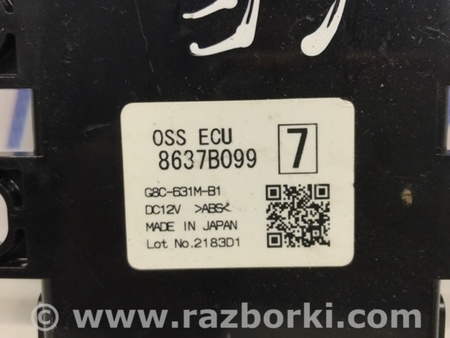 OSS ECU
8637B099
7
G8C-631M-B1
DC12V >ABS<
MADE IN JAPAN
Lot No.2183D1
www.razborki.com